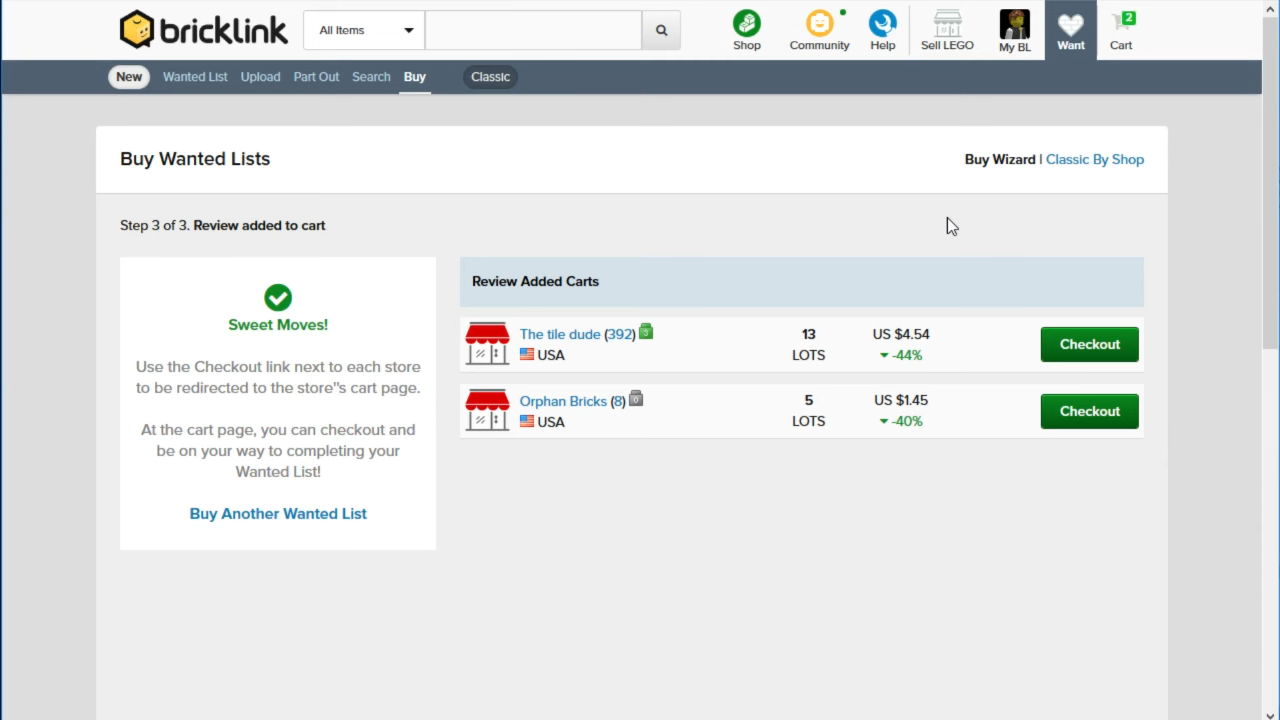 bricklink
All Items
Shop
Community
Help
Sell LEGO
My BL
Want
2
Cart
New
Wanted List
Upload
Part Out
Search
Buy
Classic
Buy Wanted Lists
Buy Wizard | Classic By Shop
Step 3 of 3. Review added to cart
Sweet Moves!
Use the Checkout link next to each store
to be redirected to the store"s cart page.
At the cart page, you can checkout and
be on your way to completing your
Wanted List!
Buy Another Wanted List
Review Added Carts
The tile dude (392)
USA
13
LOTS
US $4.54
-44%
Checkout
Orphan Bricks (8)
0
USA
5
LOTS
US $1.45
-40%
Checkout